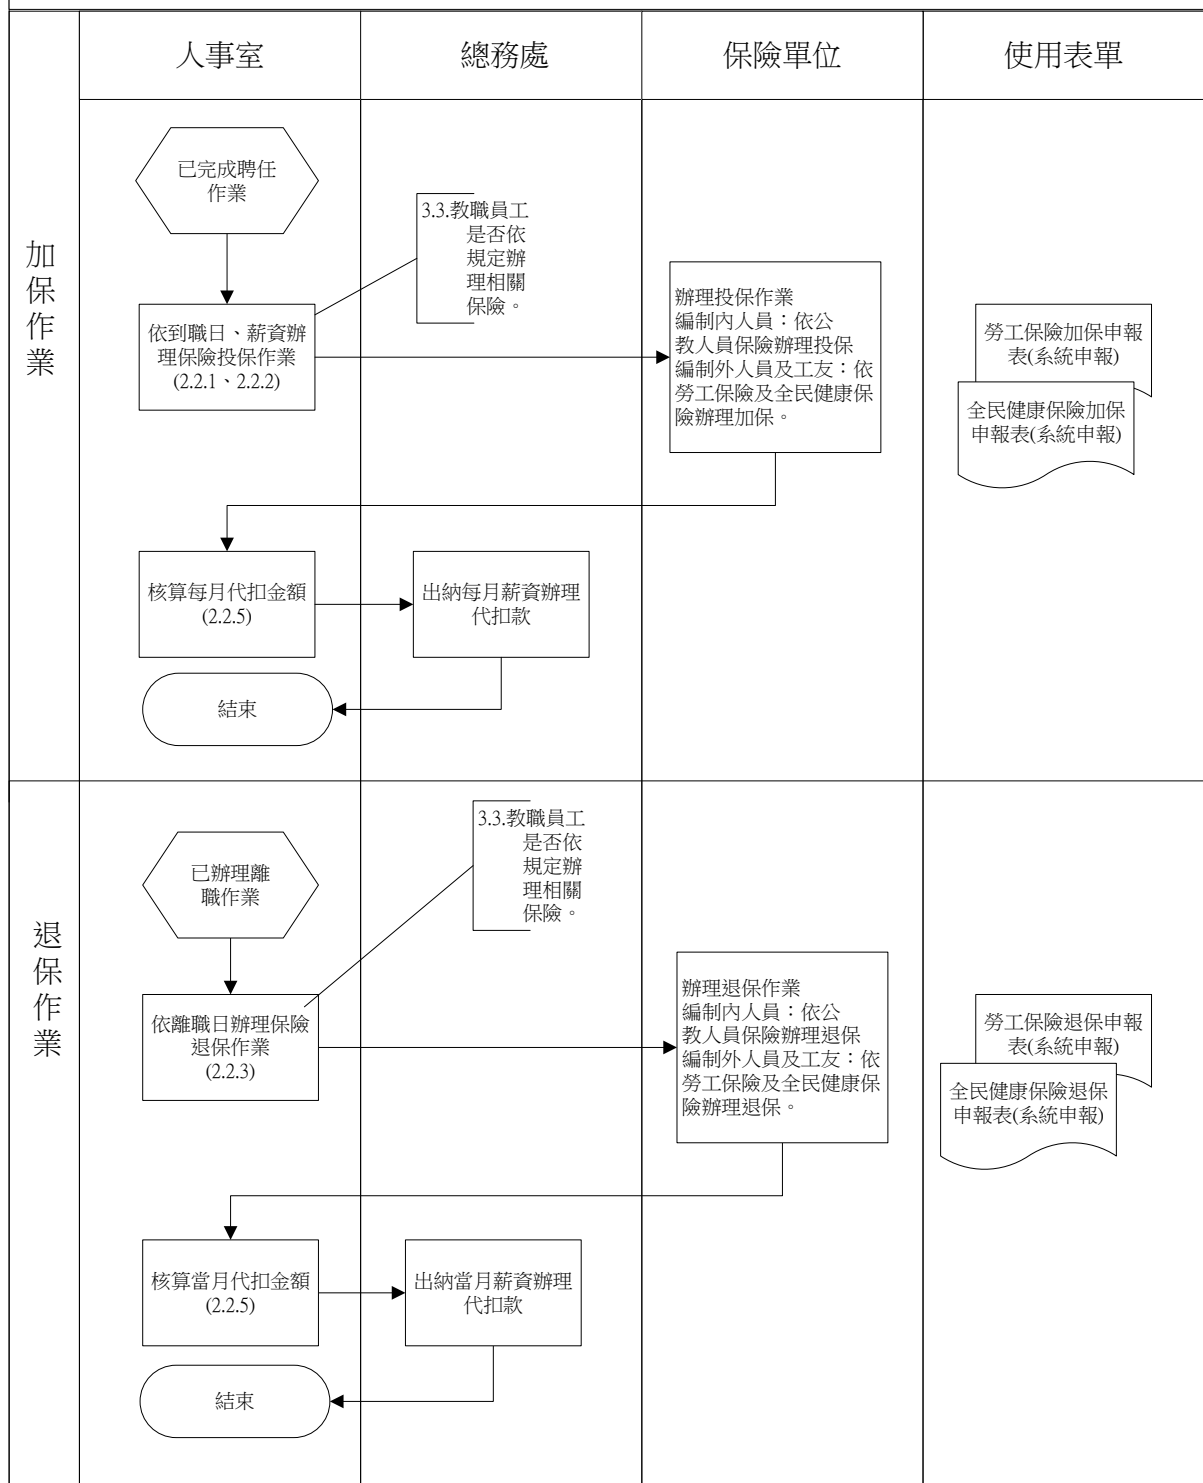 人事室
總務處
保險單位
使用表單
加保作業
已完成聘任
作業
3.3.教職員工
是否依
規定辦
理相關
保險。
依到職日、薪資辦
理保險投保作業
(2.2.1、2.2.2)
辦理投保作業
編制內人員：依公
教人員保險辦理投保
編制外人員及工友：依
勞工保險及全民健康保
險辦理加保。
勞工保險加保申報
表(系統申報)
全民健康保險加保
申報表(系統申報)
核算每月代扣金額
(2.2.5)
出納每月薪資辦理
代扣款
結束
退保作業
已辦理離
職作業
3.3.教職員工
是否依
規定辦
理相關
保險。
依離職日辦理保險
退保作業
(2.2.3)
辦理退保作業
編制內人員：依公
教人員保險辦理退保
編制外人員及工友：依
勞工保險及全民健康保
險辦理退保。
勞工保險退保申報
表(系統申報)
全民健康保險退保
申報表(系統申報)
核算當月代扣金額
(2.2.5)
出納當月薪資辦理
代扣款
結束